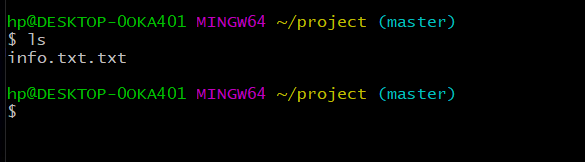 hp@DESKTOP-OOKA401 MINGW64 ~/project (master)
$ ls
info.txt.txt
hp@DESKTOP-OOKA401 MINGW64 ~/project (master)
$